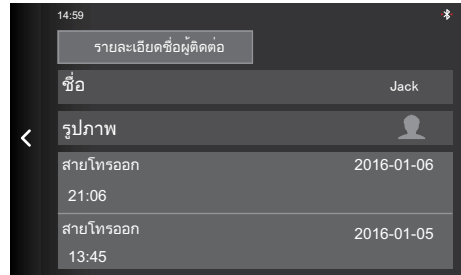 14:59
รายละเอียดชื่อผู้ติดต่อ
ชื่อ Jack
รูปภาพ
สายโทรออก 2016-01-06
21:06
สายโทรออก 2016-01-05
13:45